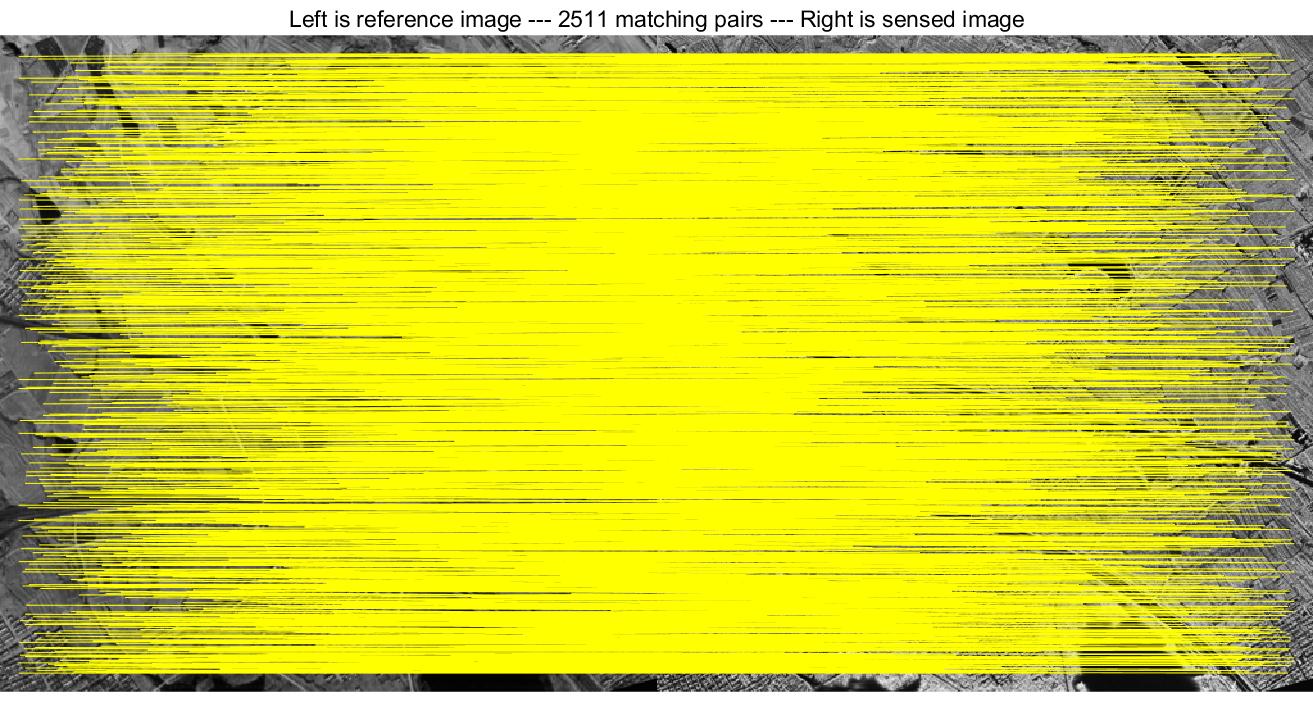 Left is reference image --- 2511 matching pairs --- Right is sensed image